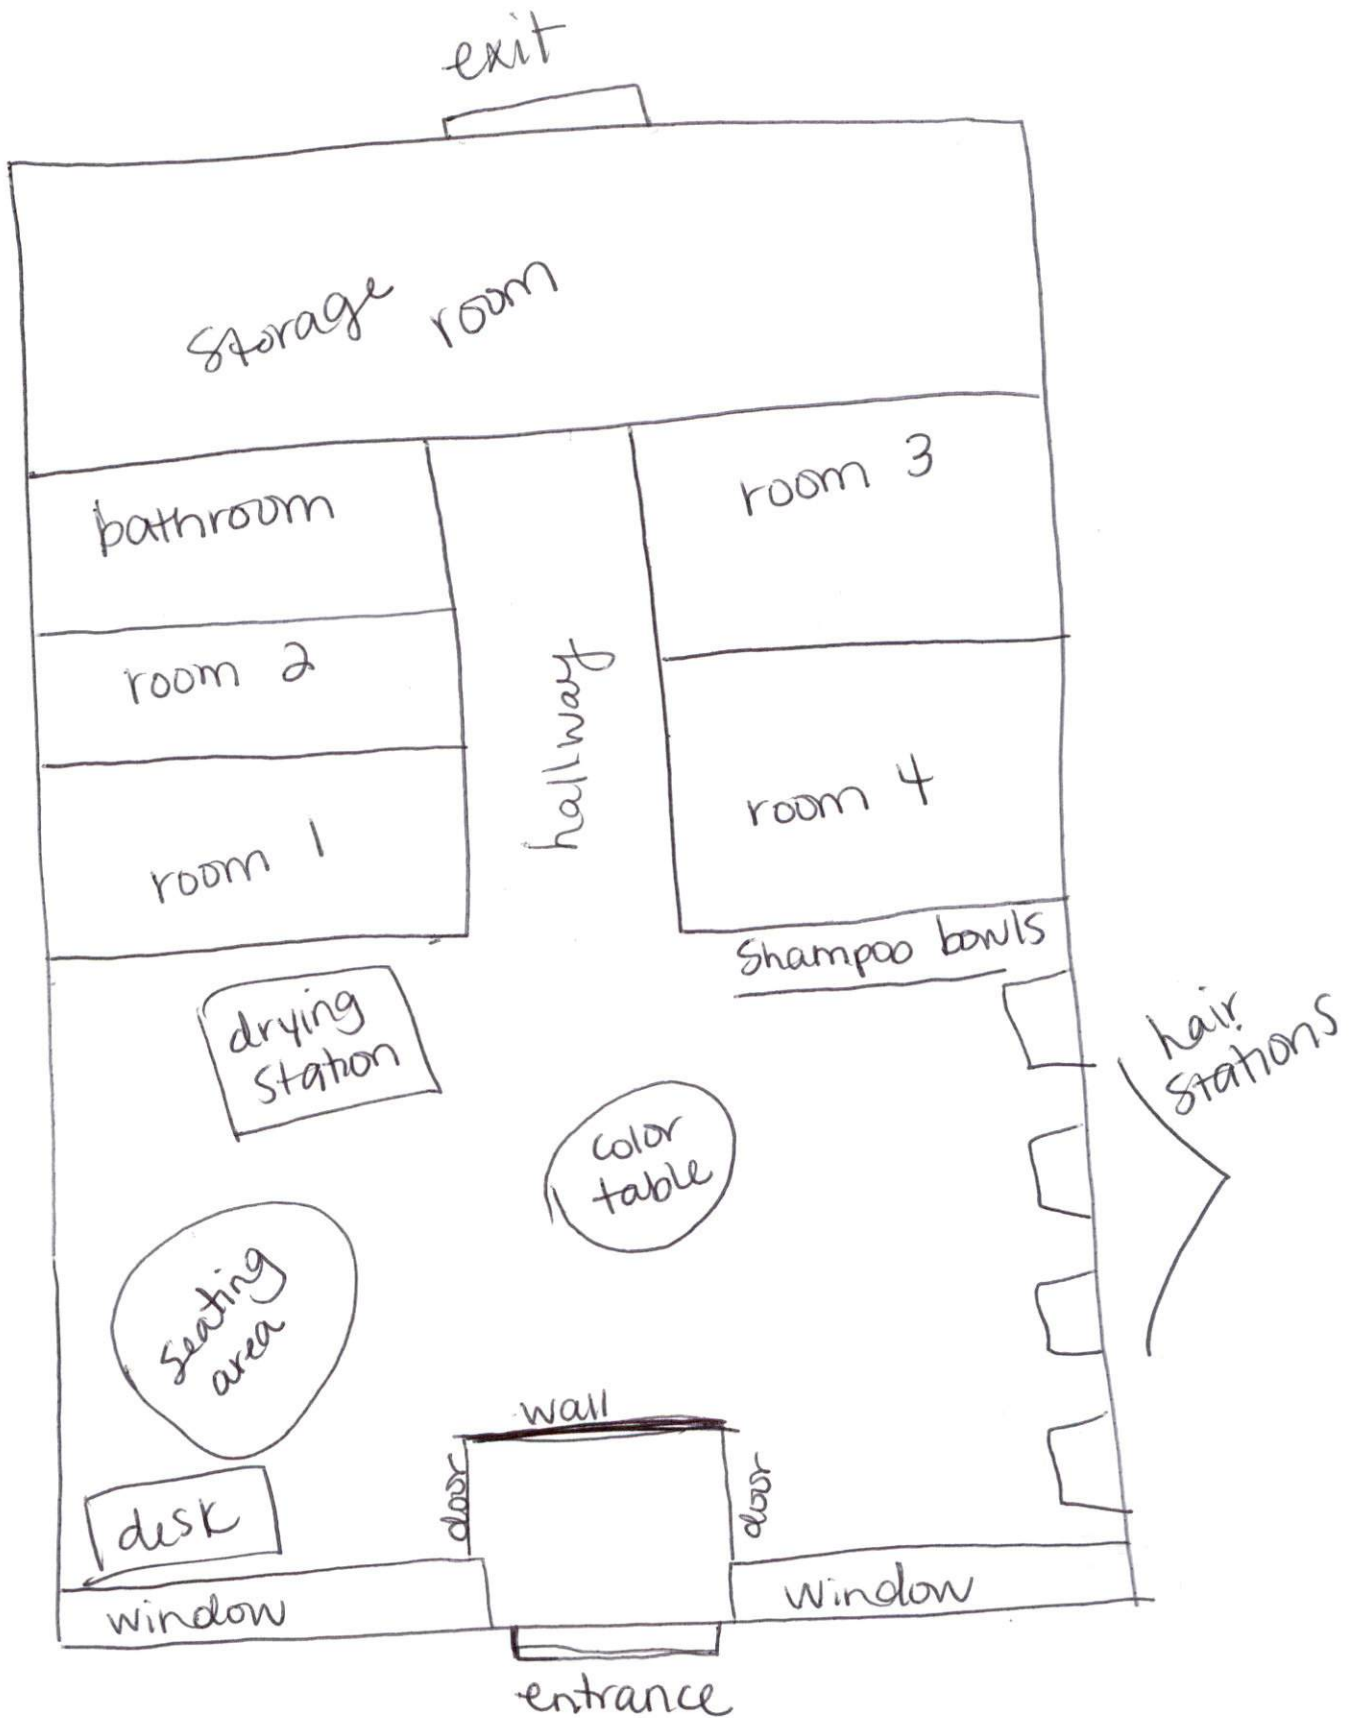 exit
storage room
bathroom
room 3
room 2
hallway
room 4
room 1
shampoo bowls
drying
station
hair
stations
color
table
seating
area
wall
door
door
desk
window
window
entrance